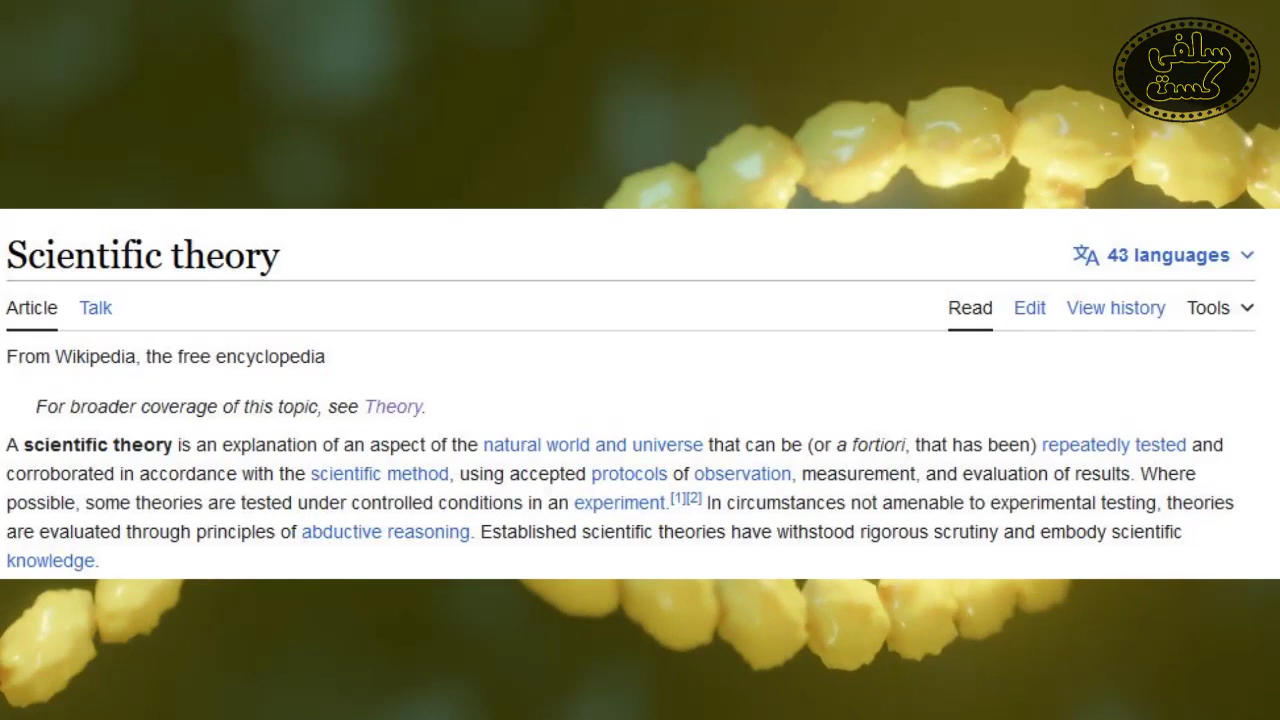 سلفی
کست
Scientific theory
43 languages
Article Talk Read Edit View history Tools
From Wikipedia, the free encyclopedia
For broader coverage of this topic, see Theory.
A scientific theory is an explanation of an aspect of the natural world and universe that can be (or a fortiori, that has been) repeatedly tested and
corroborated in accordance with the scientific method, using accepted protocols of observation, measurement, and evaluation of results. Where
possible, some theories are tested under controlled conditions in an experiment.[1][2] In circumstances not amenable to experimental testing, theories
are evaluated through principles of abductive reasoning. Established scientific theories have withstood rigorous scrutiny and embody scientific
knowledge.